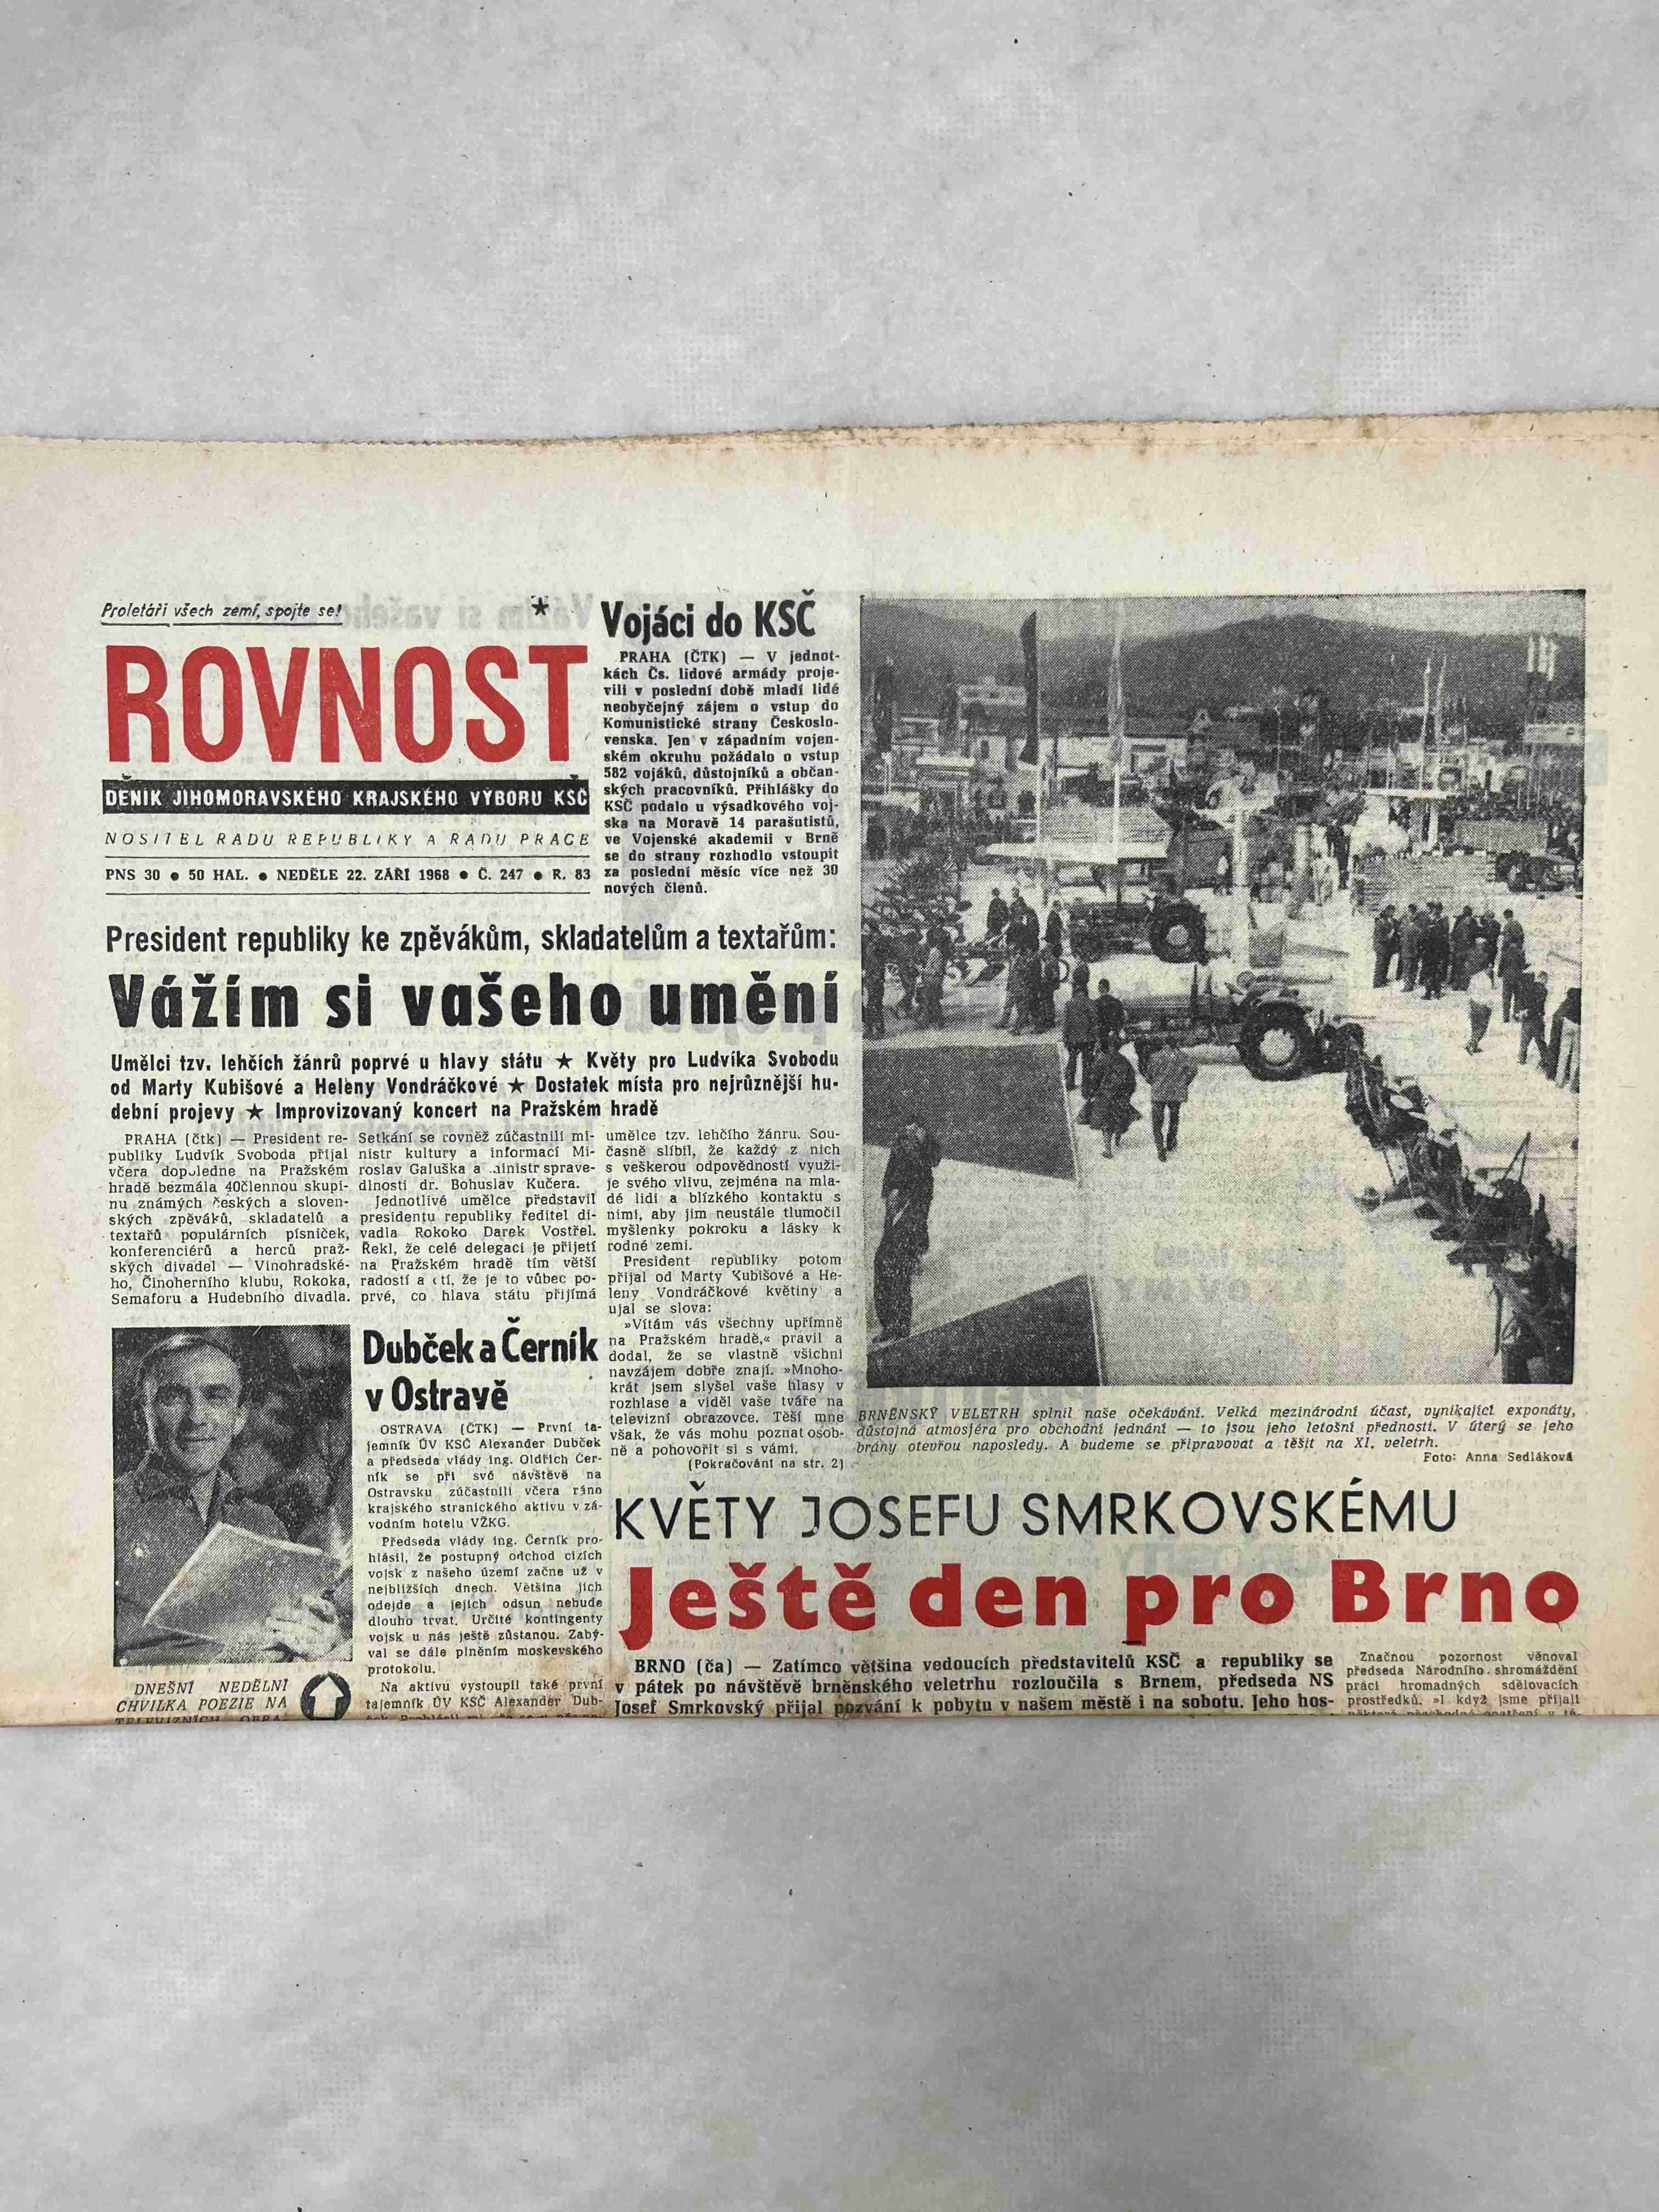 Proletáři všech zemí, spojte se!
ROVNOST
DENÍK JIHOMORAVSKÉHO KRAJSKÉHO VÝBORU KSČ
NOSITEL ŘÁDU REPUBLIKY A ŘÁDU PRÁCE
PNS 30 ● 50 HAL. ● NEDĚLE 22. ZÁŘÍ 1968 ● Č. 247 ● R. 83
Vojáci do KSČ
PRAHA (ČTK) — V jednot-
kách Čs. lidové armády proje-
vili v poslední době mladí lidé
neobyčejný zájem o vstup do
Komunistické strany Českoslo-
venska. Jen v západním vojen-
ském okruhu požádalo o vstup
582 vojáků, důstojníků a občan-
ských pracovníků. Přihlášky do
KSČ podalo u výsadkového voj-
ska na Moravě 14 parašutistů,
ve Vojenské akademii v Brně
se do strany rozhodlo vstoupit
za poslední měsíc více než 30
nových členů.
President republiky ke zpěvákům, skladatelům a textařům:
Vážím si vašeho umění
Umělci tzv. lehčích žánrů poprvé u hlavy státu ★ Květy pro Ludvíka Svobodu
od Marty Kubišové a Heleny Vondráčkové ★ Dostatek místa pro nejrůznější hu-
dební projevy ★ Improvizovaný koncert na Pražském hradě
PRAHA (čtk) — President re-
publiky Ludvík Svoboda přijal
včera dopoledne na Pražském
hradě bezmála 40člennou skupi-
nu známých českých a sloven-
ských zpěváků, skladatelů a
textařů populárních písniček,
konferenciérů a herců praž-
ských divadel — Vinohradské-
ho, Činoherního klubu, Rokoka,
Semaforu a Hudebního divadla.
Setkání se rovněž zúčastnili mi-
nistr kultury a informací Mi-
roslav Galuška a ministr sprave-
dlnosti dr. Bohuslav Kučera.
Jednotlivé umělce představil
presidentu republiky ředitel di-
vadla Rokoko Darek Vostřel.
Řekl, že celé delegaci je přijetí
na Pražském hradě tím větší
radostí a ctí, že je to vůbec po-
prvé, co hlava státu přijímá
umělce tzv. lehčího žánru. Sou-
časně slíbil, že každý z nich
s veškerou odpovědností využi-
je svého vlivu, zejména na mla-
dé lidi a blízkého kontaktu s
nimi, aby jim neustále tlumočil
myšlenky pokroku a lásky k
rodné zemi.
President republiky potom
přijal od Marty Kubišové a He-
leny Vondráčkové květiny a
ujal se slova:
»Vítám vás všechny upřímně
na Pražském hradě,« pravil a
dodal, že se vlastně všichni
navzájem dobře znají. »Mnoho-
krát jsem slyšel vaše hlasy v
rozhlase a viděl vaše tváře na
televizní obrazovce. Těší mne
však, že vás mohu poznat osob-
ně a pohovořit si s vámi.
(Pokračování na str. 2)
Dubček a Černík
v Ostravě
OSTRAVA (ČTK) — První ta-
jemník ÚV KSČ Alexander Dubček
a předseda vlády ing. Oldřich Čer-
ník se při své návštěvě na
Ostravsku zúčastnili včera ráno
krajského stranického aktivu v zá-
vodním hotelu VŽKG.
Předseda vlády ing. Černík pro-
hlásil, že postupný odchod cizích
vojsk z našeho území začne už v
nejbližších dnech. Většina jich
odejde a jejich odsun nebude
dlouho trvat. Určité kontingenty
vojsk u nás ještě zůstanou. Zabý-
val se dále plněním moskevského
protokolu.
Na aktivu vystoupil také první
tajemník ÚV KSČ Alexander Dub-
DNEŠNÍ NEDĚLNÍ
CHVILKA POEZIE NA
TELEVIZNÍCH OBRA-
BRNĚNSKÝ VELETRH splnil naše očekávání. Velká mezinárodní účast, vynikající exponáty,
důstojná atmosféra pro obchodní jednání — to jsou jeho letošní přednosti. V úterý se jeho
brány otevřou naposledy. A budeme se připravovat a těšit na XI. veletrh.
Foto: Anna Sedláková
KVĚTY JOSEFU SMRKOVSKÉMU
Ještě den pro Brno
BRNO (ča) — Zatímco většina vedoucích představitelů KSČ a republiky se
v pátek po návštěvě brněnského veletrhu rozloučila s Brnem, předseda NS
Josef Smrkovský přijal pozvání k pobytu v našem městě i na sobotu. Jeho hos-
Značnou pozornost věnoval
předseda Národního shromáždění
práci hromadných sdělovacích
prostředků. »I když jsme přijali